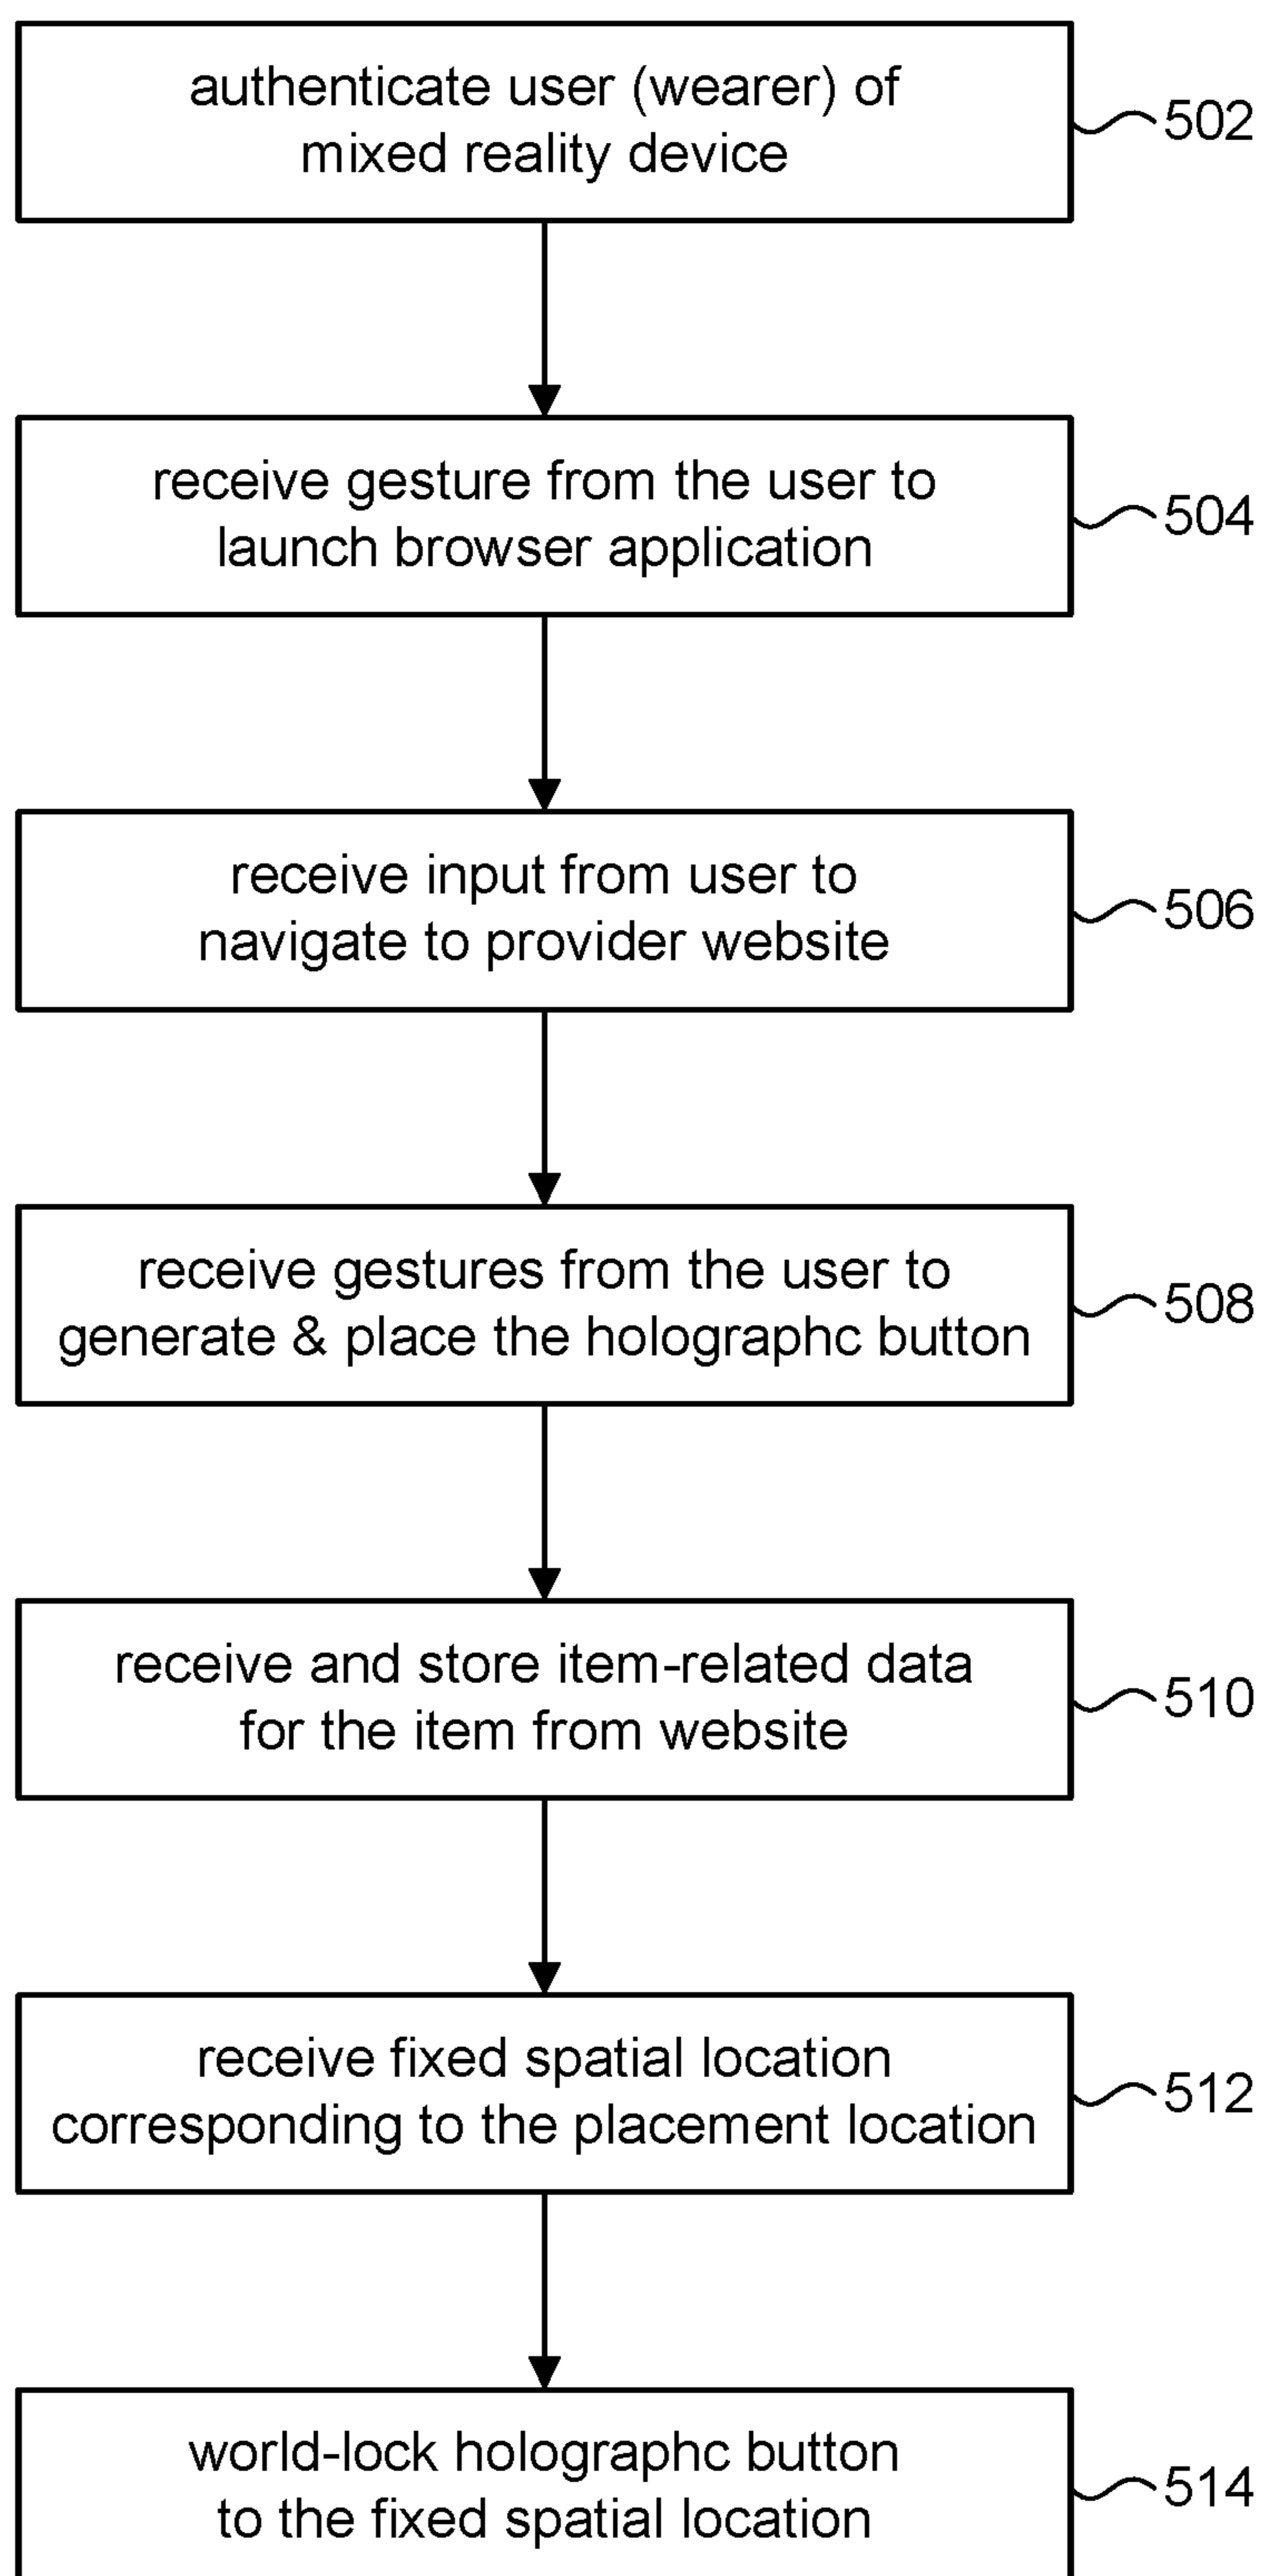 authenticate user (wearer) of
mixed reality device
502
receive gesture from the user to
launch browser application
504
receive input from user to
navigate to provider website
506
receive gestures from the user to
generate & place the holographc button
508
receive and store item-related data
for the item from website
510
receive fixed spatial location
corresponding to the placement location
512
world-lock holographc button
to the fixed spatial location
514